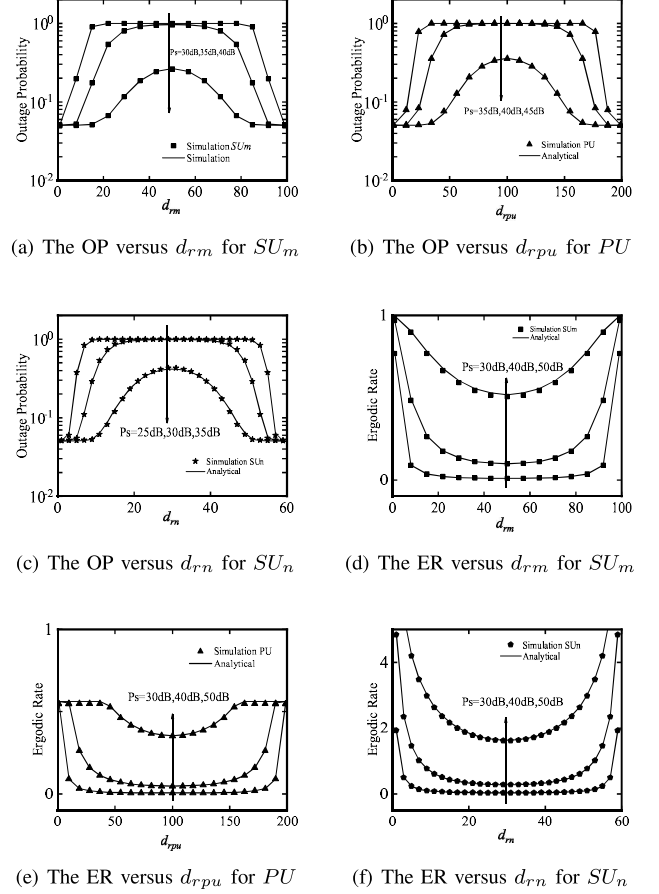 10^0
10^-1
10^-2
Outage Probability
Ps=30dB,35dB,40dB
Simulation SUm
Simulation
0 20 40 60 80 100
d_rm
(a) The OP versus d_rm for SU_m
10^0
10^-1
10^-2
Outage Probability
Ps=35dB,40dB,45dB
Simulation PU
Analytical
0 50 100 150 200
d_rpu
(b) The OP versus d_rpu for PU
10^0
10^-1
10^-2
Outage Probability
Ps=25dB,30dB,35dB
Sinmulation SUn
Analytical
0 20 40 60
d_rn
(c) The OP versus d_rn for SU_n
1
0
Ergodic Rate
Simulation SUm
Analytical
Ps=30dB,40dB,50dB
0 20 40 60 80 100
d_rm
(d) The ER versus d_rm for SU_m
1
0
Ergodic Rate
Simulation PU
Analytical
Ps=30dB,40dB,50dB
0 50 100 150 200
d_rpu
(e) The ER versus d_rpu for PU
4
2
0
Ergodic Rate
Simulation SUn
Analytical
Ps=30dB,40dB,50dB
0 20 40 60
d_rn
(f) The ER versus d_rn for SU_n